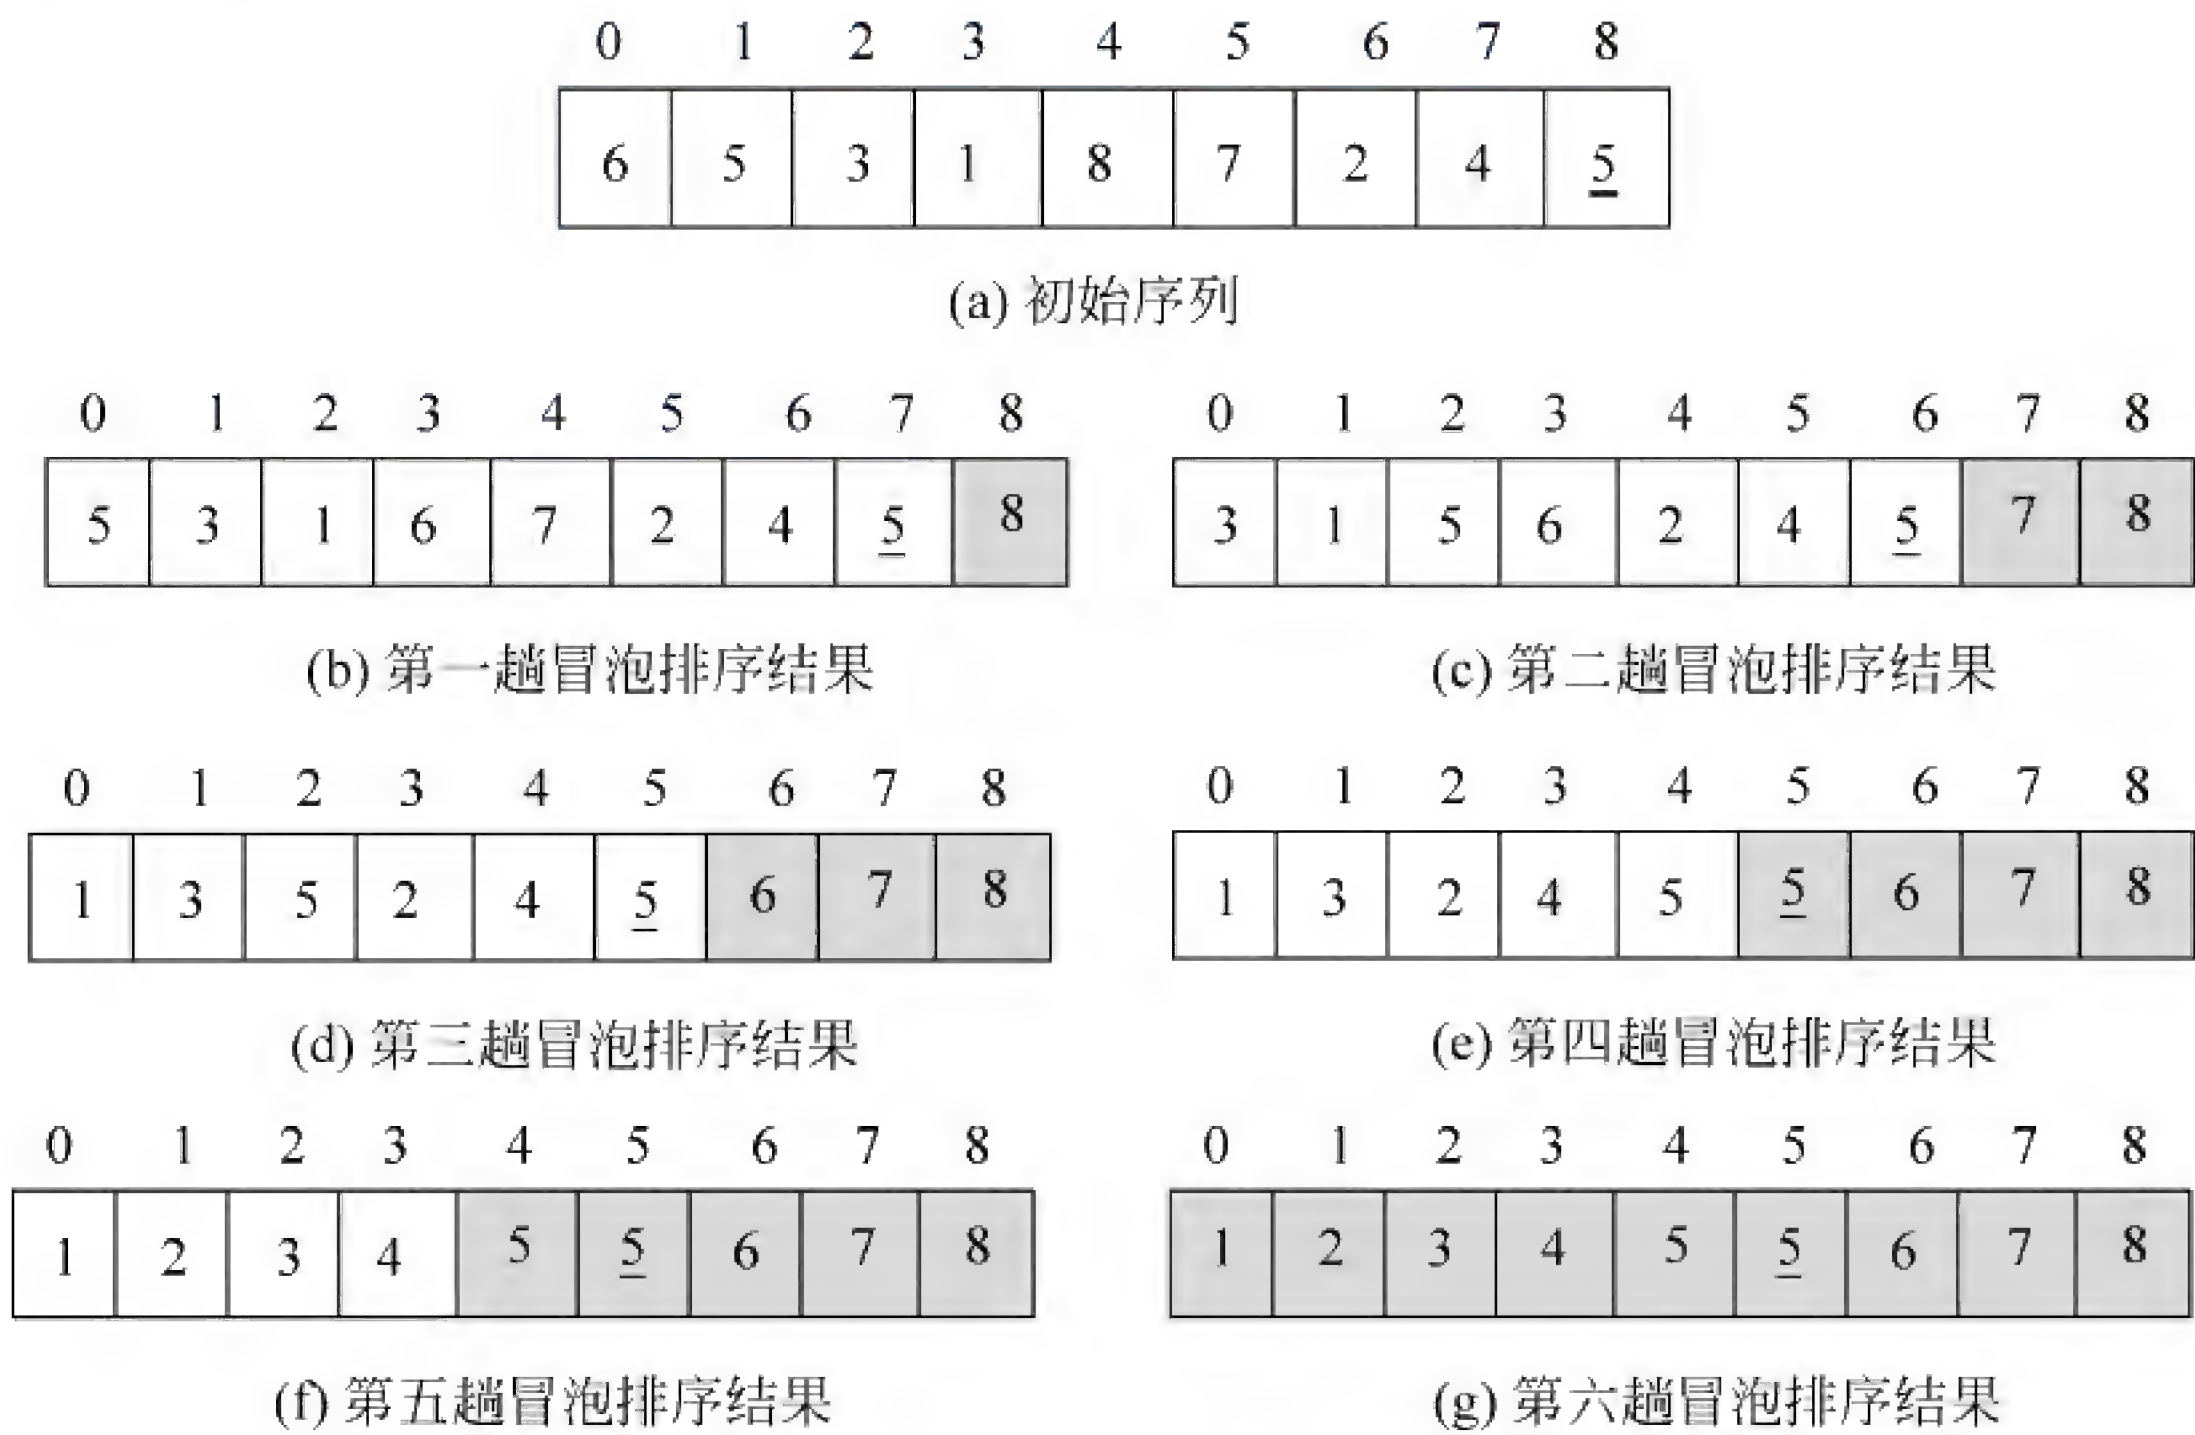 0 1 2 3 4 5 6 7 8
6 5 3 1 8 7 2 4 5
(a) 初始序列
0 1 2 3 4 5 6 7 8
5 3 1 6 7 2 4 5 8
(b) 第一趟冒泡排序结果
0 1 2 3 4 5 6 7 8
3 1 5 6 2 4 5 7 8
(c) 第二趟冒泡排序结果
0 1 2 3 4 5 6 7 8
1 3 5 2 4 5 6 7 8
(d) 第三趟冒泡排序结果
0 1 2 3 4 5 6 7 8
1 3 2 4 5 5 6 7 8
(e) 第四趟冒泡排序结果
0 1 2 3 4 5 6 7 8
1 2 3 4 5 5 6 7 8
(f) 第五趟冒泡排序结果
0 1 2 3 4 5 6 7 8
1 2 3 4 5 5 6 7 8
(g) 第六趟冒泡排序结果